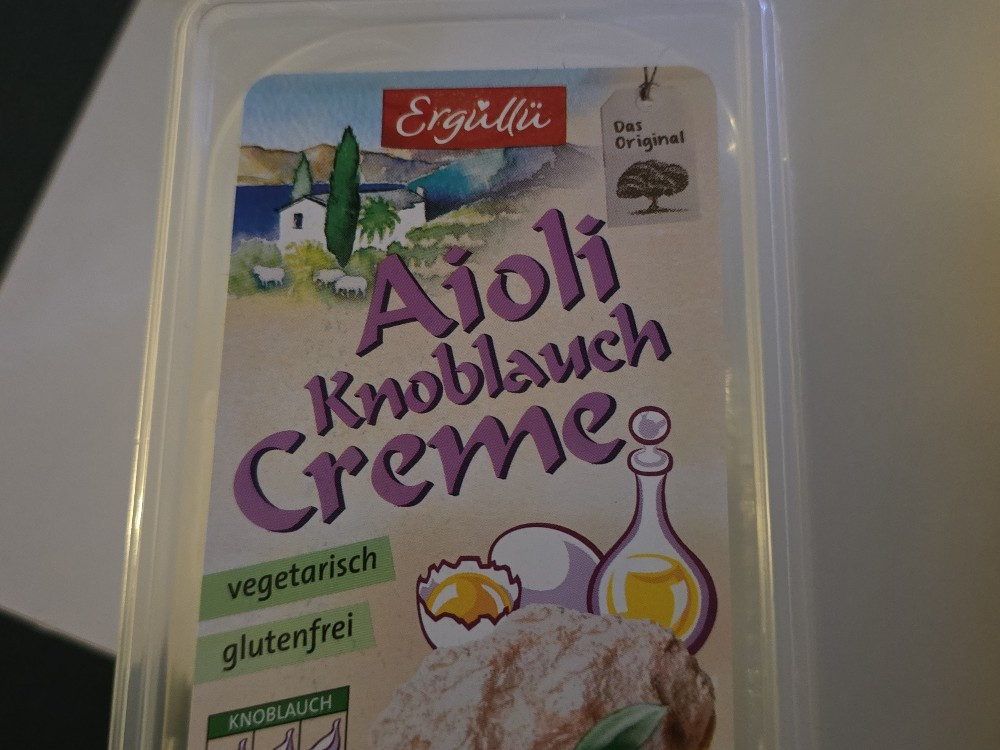 Ergüllü
Das
Original
Aioli
Knoblauch
Creme
vegetarisch
glutenfrei
KNOBLAUCH